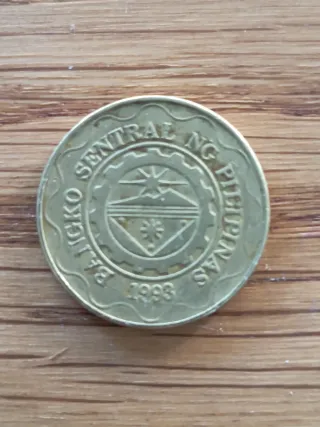 BANGKO SENTRAL NG PILIPINAS
1993